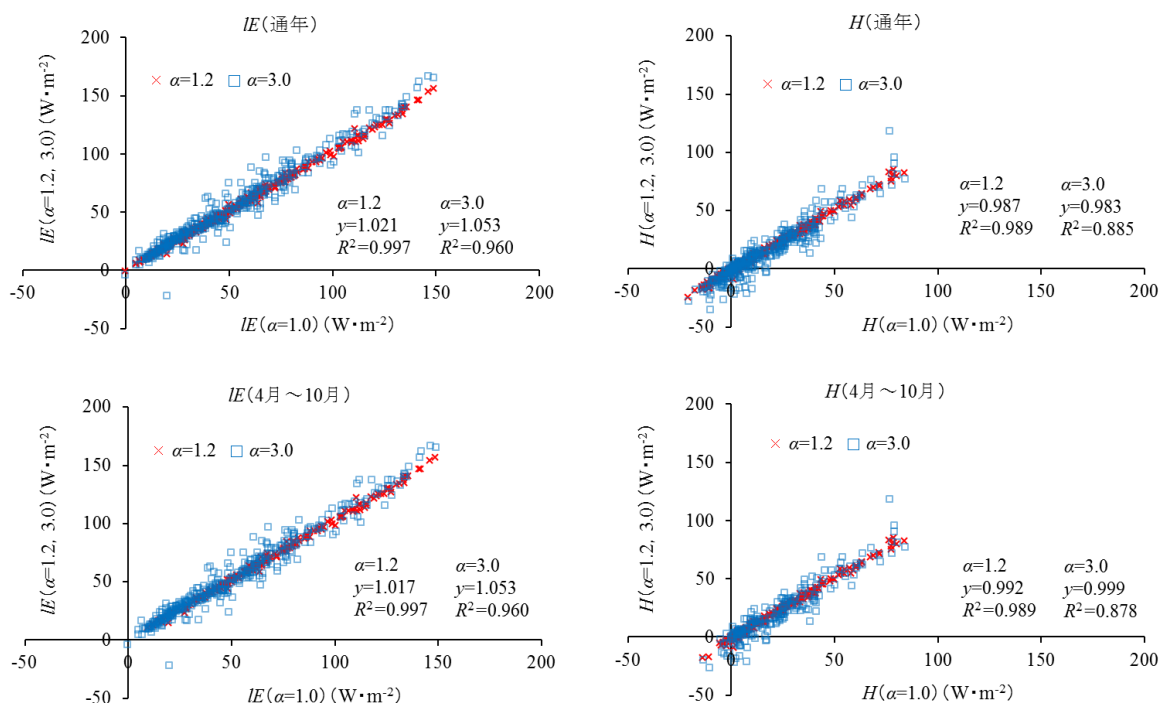 lE(通年)
200
150
100
50
0
-50
-50 0 50 100 150 200
× α=1.2 □ α=3.0
α=1.2 α=3.0
y=1.021 y=1.053
R²=0.997 R²=0.960
lE(α=1.2, 3.0)(W・m⁻²)
lE(α=1.0)(W・m⁻²)
H(通年)
200
150
100
50
0
-50
-50 0 50 100 150 200
× α=1.2 □ α=3.0
α=1.2 α=3.0
y=0.987 y=0.983
R²=0.989 R²=0.885
H(α=1.2, 3.0)(W・m⁻²)
H(α=1.0)(W・m⁻²)
lE(4月～10月)
200
150
100
50
0
-50
-50 0 50 100 150 200
× α=1.2 □ α=3.0
α=1.2 α=3.0
y=1.017 y=1.053
R²=0.997 R²=0.960
lE(α=1.2, 3.0)(W・m⁻²)
lE(α=1.0)(W・m⁻²)
H(4月～10月)
200
150
100
50
0
-50
-50 0 50 100 150 200
× α=1.2 □ α=3.0
α=1.2 α=3.0
y=0.992 y=0.999
R²=0.989 R²=0.878
H(α=1.2, 3.0)(W・m⁻²)
H(α=1.0)(W・m⁻²)